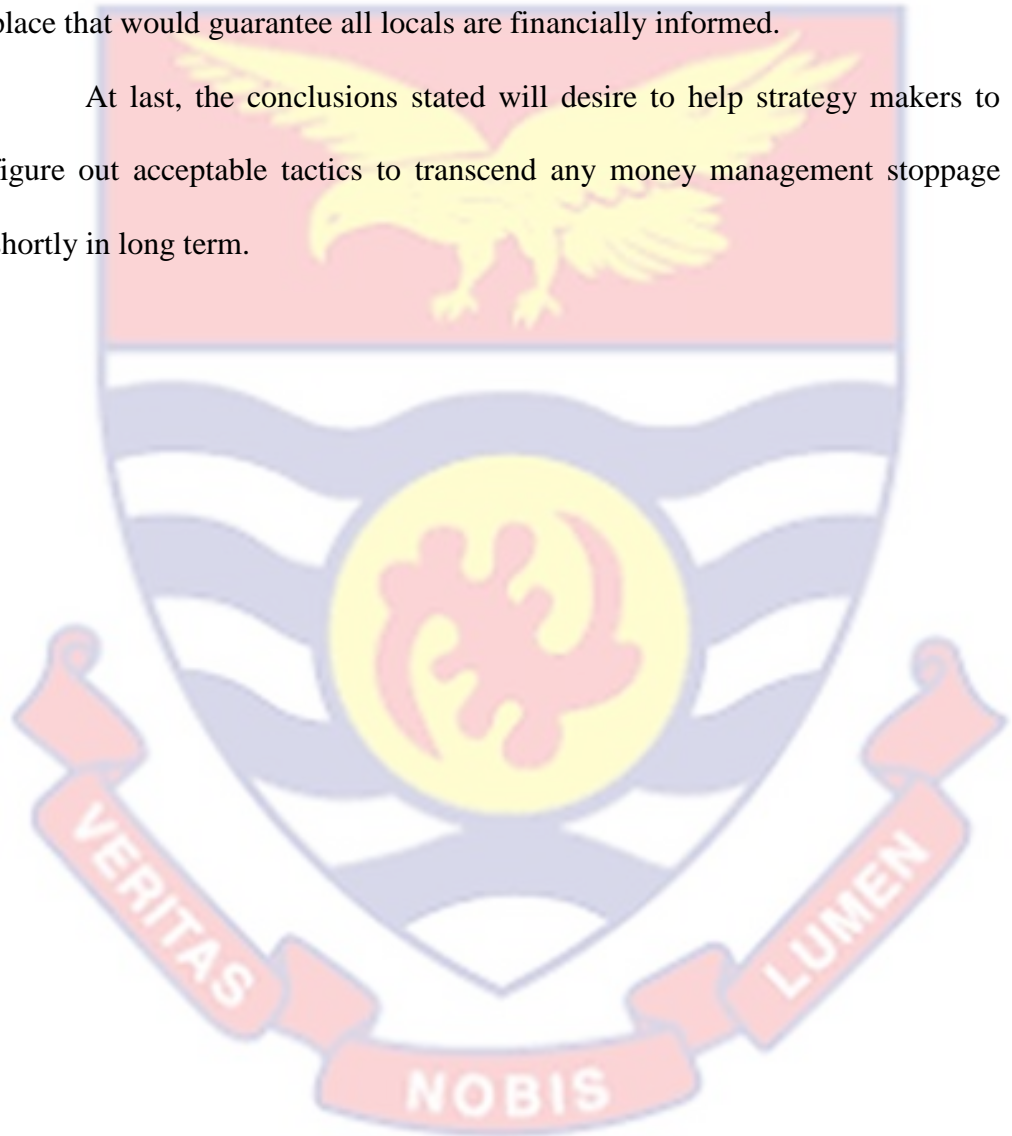 place that would guarantee all locals are financially informed.
At last, the conclusions stated will desire to help strategy makers to
figure out acceptable tactics to transcend any money management stoppage
shortly in long term.
VERITAS
NOBIS
LUMEN